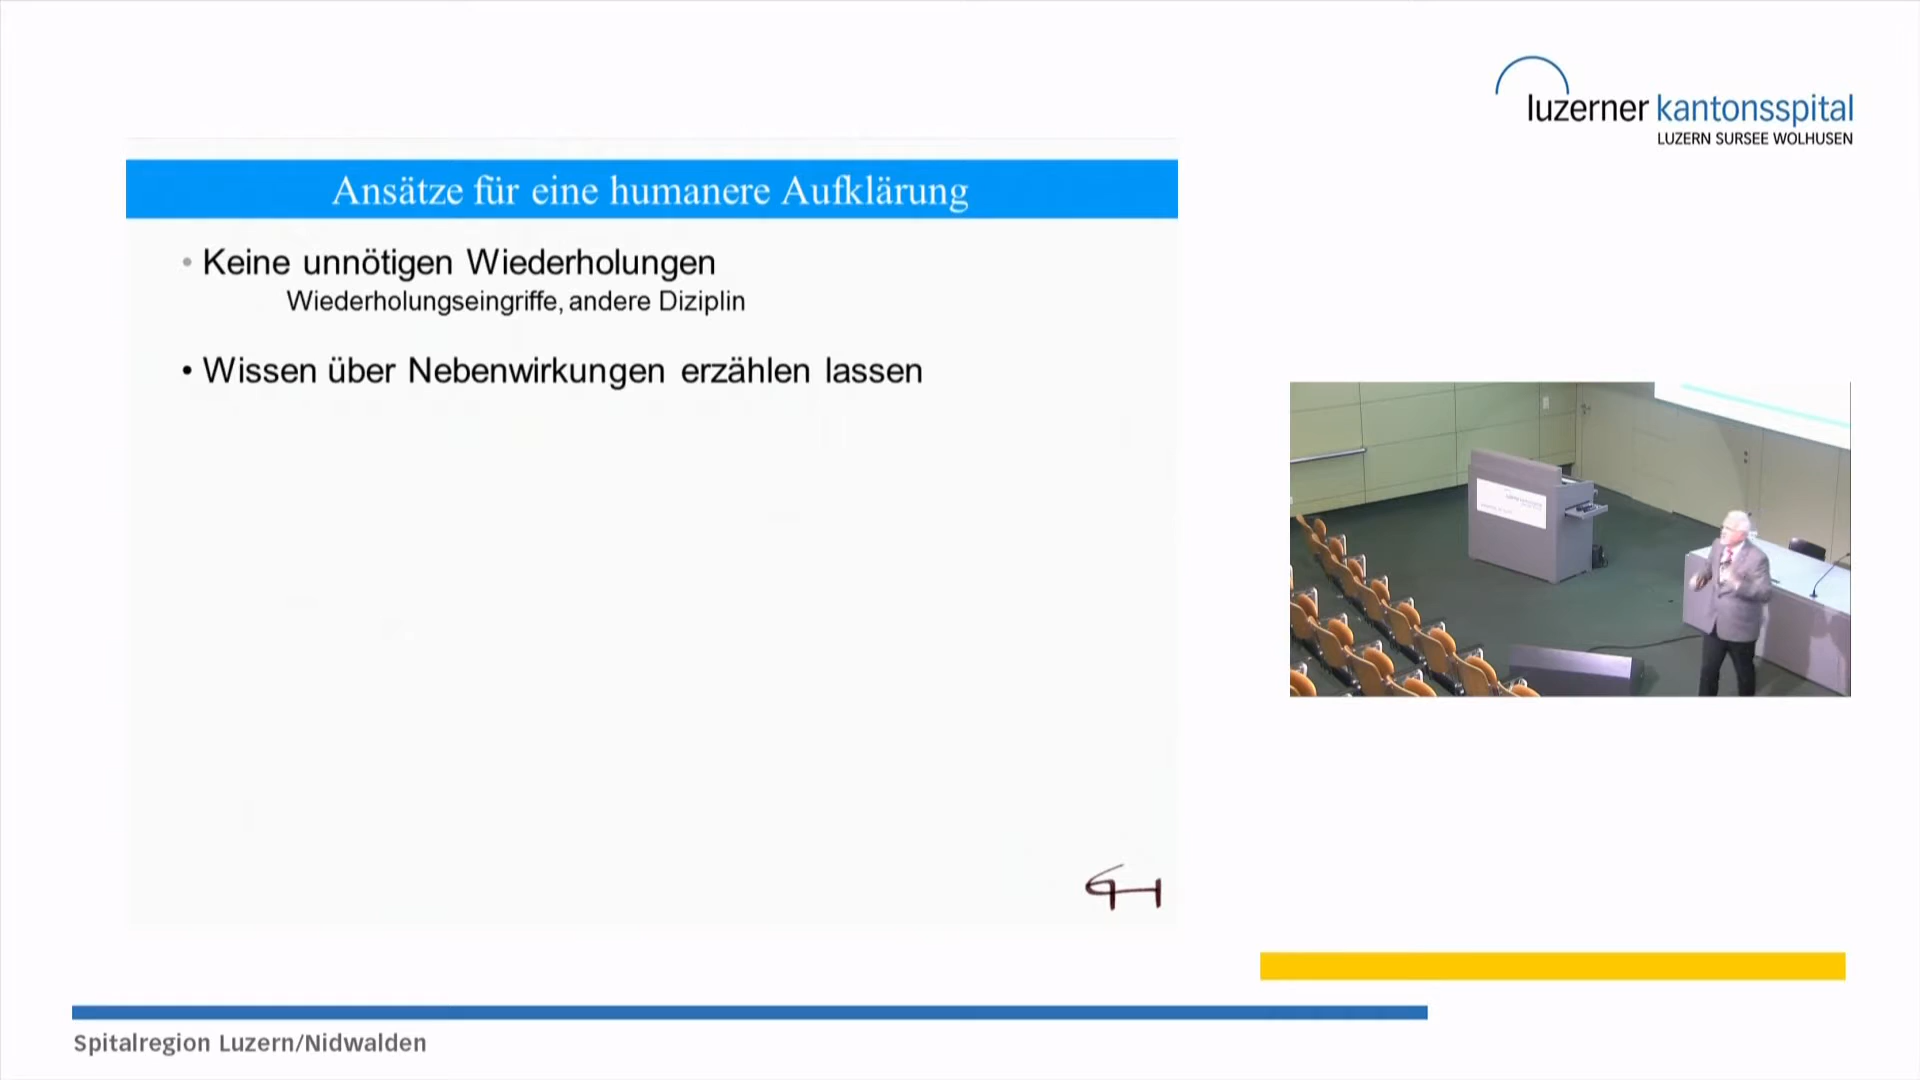 luzerner kantonsspital
LUZERN SURSEE WOLHUSEN
Ansätze für eine humanere Aufklärung
• Keine unnötigen Wiederholungen
Wiederholungseingriffe, andere Diziplin
• Wissen über Nebenwirkungen erzählen lassen
Spitalregion Luzern/Nidwalden